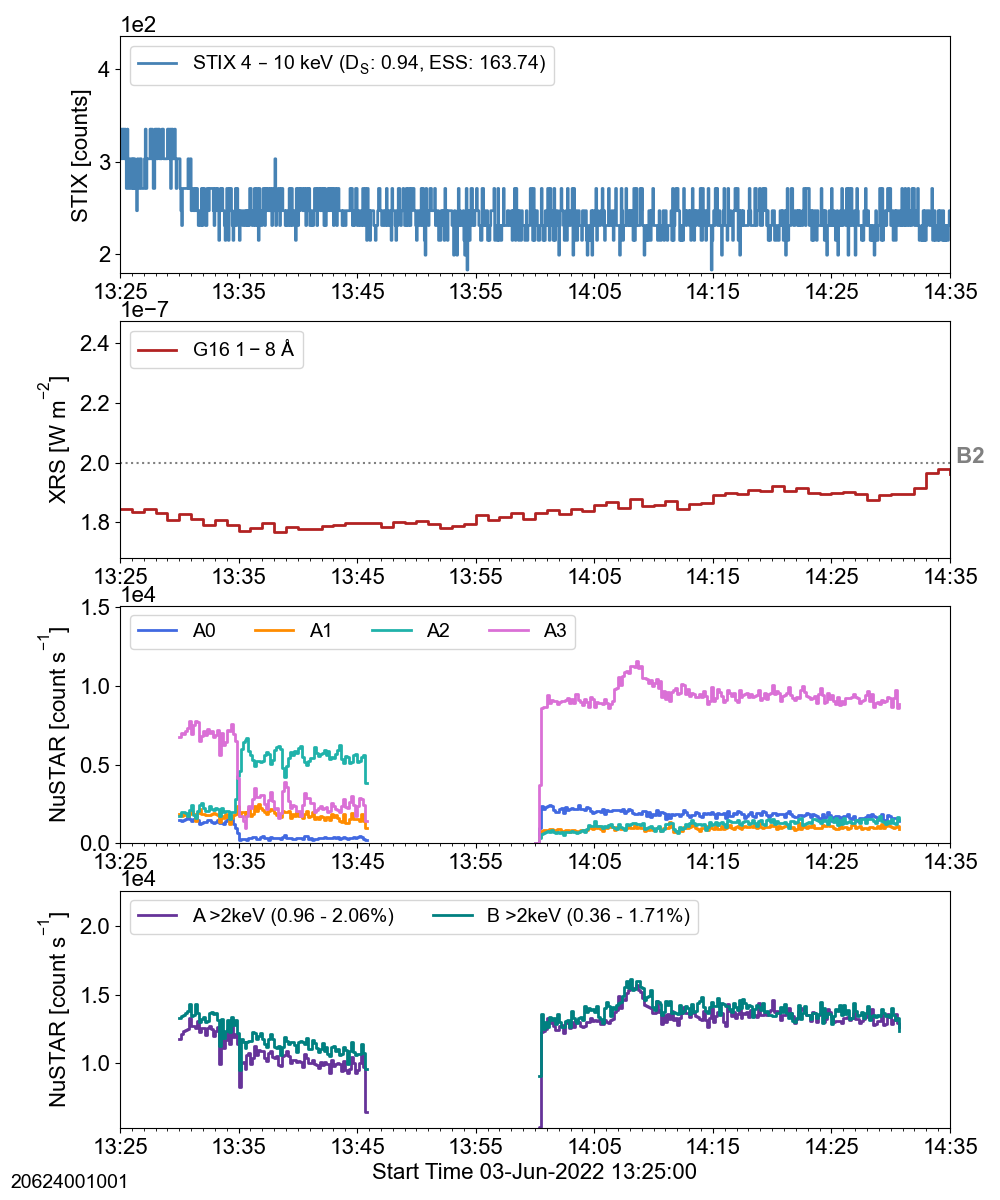 1e2
STIX 4 − 10 keV (DS: 0.94, ESS: 163.74)
4
3
2
STIX [counts]
13:25 13:35 13:45 13:55 14:05 14:15 14:25 14:35
1e−7
G16 1 − 8 Å
2.4
2.2
2.0
1.8
B2
XRS [W m−2]
13:25 13:35 13:45 13:55 14:05 14:15 14:25 14:35
1e4
A0 A1 A2 A3
1.5
1.0
0.5
0.0
NuSTAR [count s−1]
13:25 13:35 13:45 13:55 14:05 14:15 14:25 14:35
1e4
A >2keV (0.96 - 2.06%) B >2keV (0.36 - 1.71%)
2.0
1.5
1.0
NuSTAR [count s−1]
13:25 13:35 13:45 13:55 14:05 14:15 14:25 14:35
Start Time 03-Jun-2022 13:25:00
20624001001